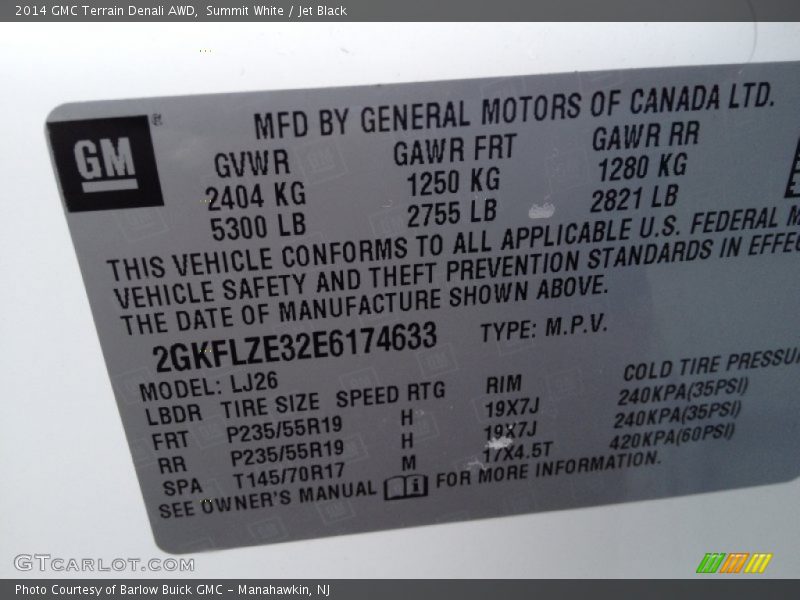 2014 GMC Terrain Denali AWD, Summit White / Jet Black
GM
MFD BY GENERAL MOTORS OF CANADA LTD.
GVWR GAWR FRT GAWR RR
2404 KG 1250 KG 1280 KG
5300 LB 2755 LB 2821 LB
THIS VEHICLE CONFORMS TO ALL APPLICABLE U.S. FEDERAL M
VEHICLE SAFETY AND THEFT PREVENTION STANDARDS IN EFFEC
THE DATE OF MANUFACTURE SHOWN ABOVE.
2GKFLZE32E6174633 TYPE: M.P.V.
MODEL: LJ26
LBDR TIRE SIZE SPEED RTG RIM COLD TIRE PRESSU
FRT P235/55R19 H 19X7J 240KPA(35PSI)
RR P235/55R19 H 19X7J 240KPA(35PSI)
SPA T145/70R17 M 17X4.5T 420KPA(60PSI)
SEE OWNER'S MANUAL FOR MORE INFORMATION.
GTCARLOT.COM
Photo Courtesy of Barlow Buick GMC - Manahawkin, NJ